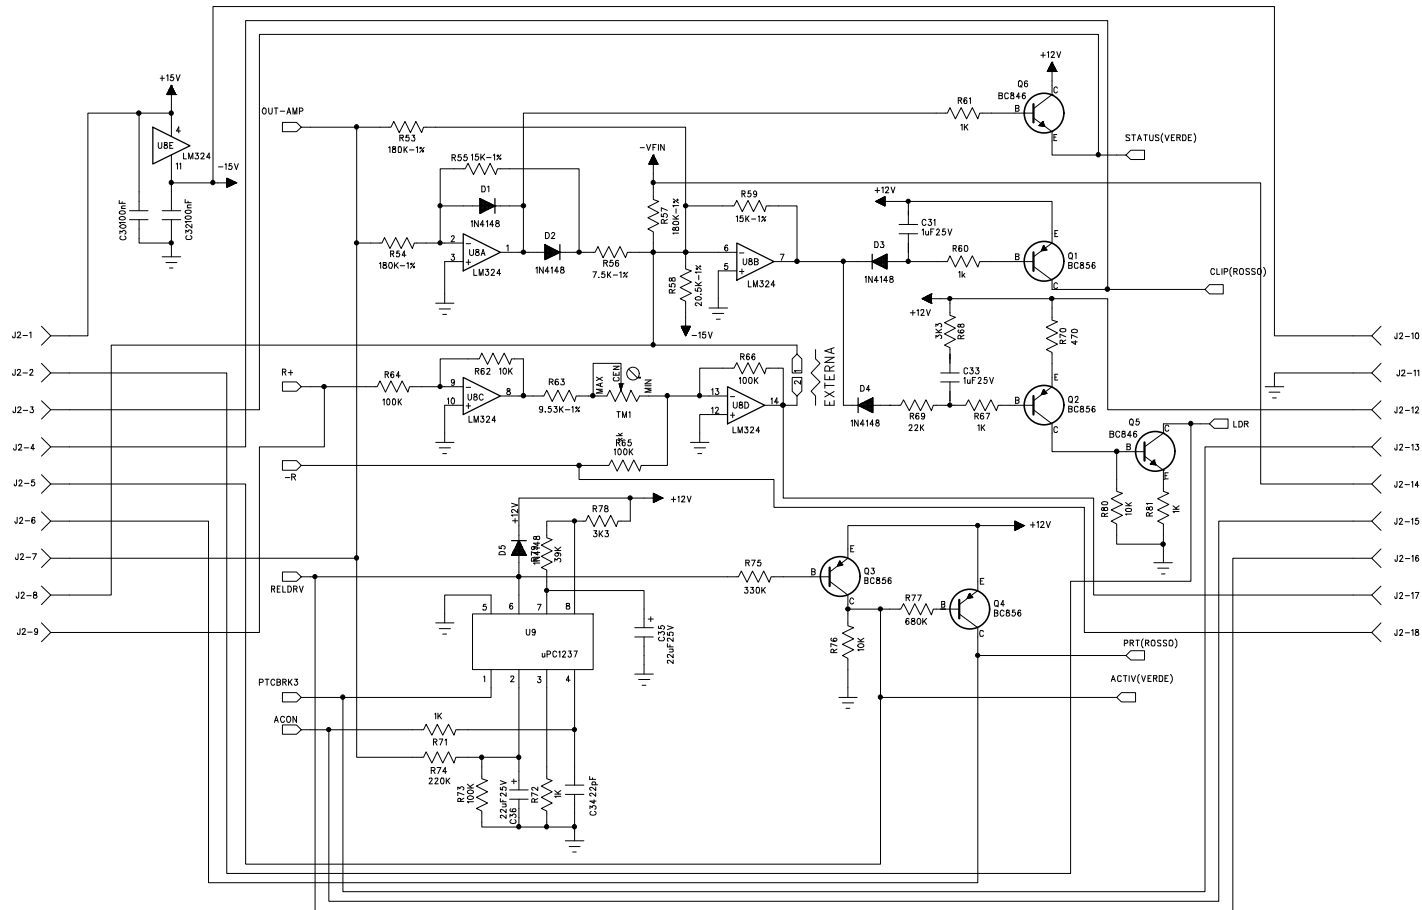 +15V
4
U8E
LM324
11
-15V
C30100nF
C32100nF
OUT-AMP
R53
180K-1%
R55 15K-1%
D1
1N4148
R54
180K-1%
2
3
U8A
1
LM324
D2
1N4148
R56
7.5K-1%
-VFIN
R57
180K-1%
R58
20.5K-1%
-15V
R59
15K-1%
6
5
U8B
7
LM324
R61
1K
+12V
Q6
BC846
B
C
E
STATUS(VERDE)
+12V
C31
1uF25V
D3
1N4148
R60
1k
B
E
C
Q1
BC856
CLIP(ROSSO)
+12V
3K3
R68
C33
1uF25V
R70
470
D4
1N4148
R69
22K
R67
1K
B
E
C
Q2
BC856
Q5
BC846
B
C
E
LDR
R80
10K
R81
1K
R+
R64
100K
R62 10K
9
10
U8C
8
LM324
R63
9.53K-1%
MAX
CEN
MIN
TM1
R65
100K
-R
R66
100K
13
12
U8D
14
LM324
1
2
EXTERNA
+12V
+12V
R78
3K3
D5
1N4148
R79
39K
RELDRV
5
6
7
8
U9
uPC1237
1
2
3
4
+
C35
22uF25V
R75
330K
B
E
C
Q3
BC856
+12V
R76
10K
R77
680K
B
E
C
Q4
BC856
PRT(ROSSO)
ACTIV(VERDE)
PTCBRK3
ACON
1K
R71
R74
220K
R73
100K
+
22uF25V
C36
R72
1K
C34 22pF
J2-1
J2-2
J2-3
J2-4
J2-5
J2-6
J2-7
J2-8
J2-9
J2-10
J2-11
J2-12
J2-13
J2-14
J2-15
J2-16
J2-17
J2-18